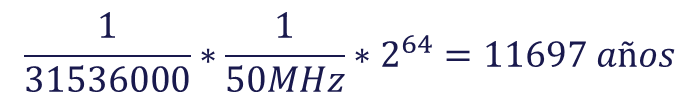 1/31536000 * 1/50MHz * 2^64 = 11697 años